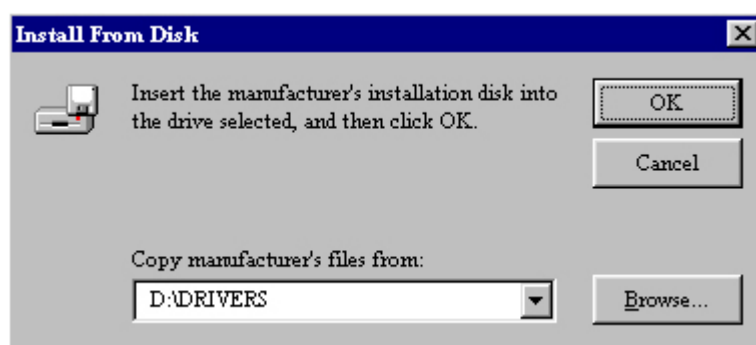 Install From Disk
Insert the manufacturer's installation disk into
the drive selected, and then click OK.
OK
Cancel
Copy manufacturer's files from:
D:\DRIVERS
Browse...